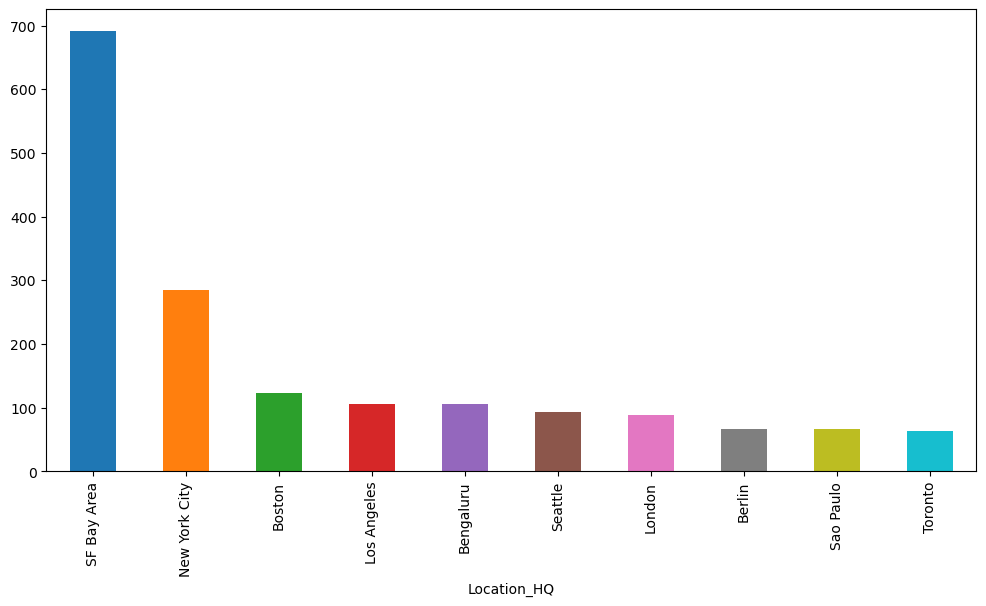 700
600
500
400
300
200
100
0
SF Bay Area
New York City
Boston
Los Angeles
Bengaluru
Seattle
London
Berlin
Sao Paulo
Toronto
Location_HQ